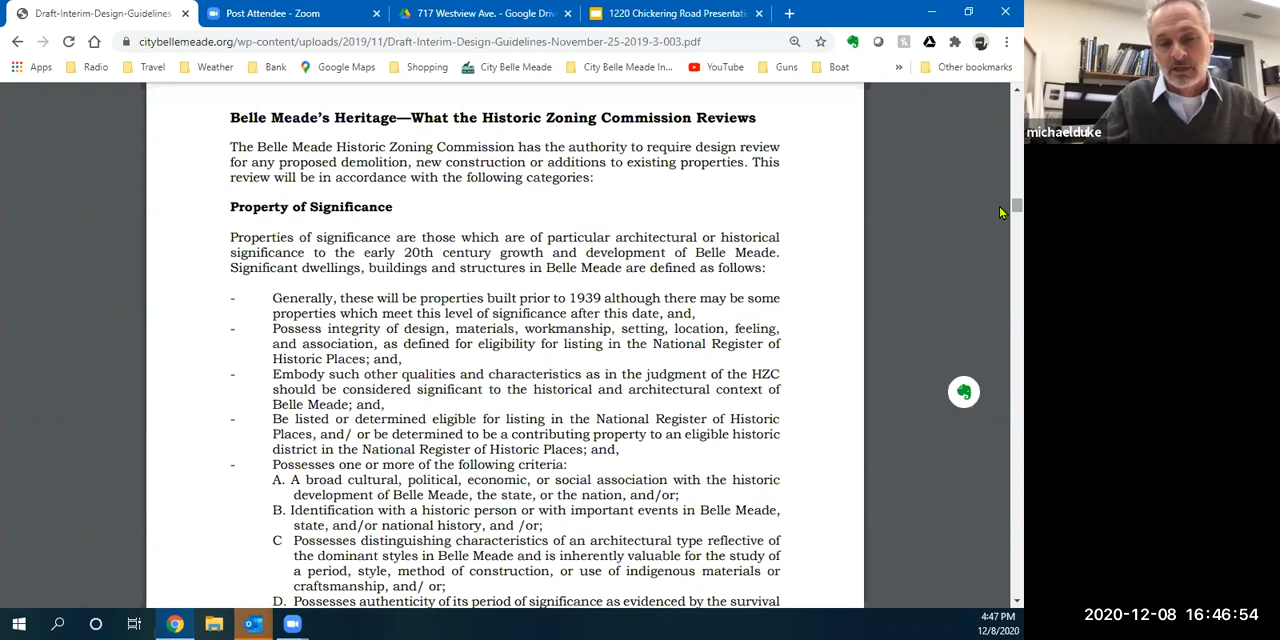 Draft-Interim-Design-Guidelines
Post Attendee - Zoom
717 Westview Ave. - Google Driv
1220 Chickering Road Presentatio
citybellemeade.org/wp-content/uploads/2019/11/Draft-Interim-Design-Guidelines-November-25-2019-3-003.pdf
Apps Radio Travel Weather Bank Google Maps Shopping City Belle Meade City Belle Meade In... YouTube Guns Boat » Other bookmarks
michaelduke
Belle Meade's Heritage—What the Historic Zoning Commission Reviews
The Belle Meade Historic Zoning Commission has the authority to require design review
for any proposed demolition, new construction or additions to existing properties. This
review will be in accordance with the following categories:
Property of Significance
Properties of significance are those which are of particular architectural or historical
significance to the early 20th century growth and development of Belle Meade.
Significant dwellings, buildings and structures in Belle Meade are defined as follows:
- Generally, these will be properties built prior to 1939 although there may be some
properties which meet this level of significance after this date, and,
- Possess integrity of design, materials, workmanship, setting, location, feeling,
and association, as defined for eligibility for listing in the National Register of
Historic Places; and,
- Embody such other qualities and characteristics as in the judgment of the HZC
should be considered significant to the historical and architectural context of
Belle Meade; and,
- Be listed or determined eligible for listing in the National Register of Historic
Places, and/ or be determined to be a contributing property to an eligible historic
district in the National Register of Historic Places; and,
- Possesses one or more of the following criteria:
A. A broad cultural, political, economic, or social association with the historic
development of Belle Meade, the state, or the nation, and/or;
B. Identification with a historic person or with important events in Belle Meade,
state, and/or national history, and /or;
C Possesses distinguishing characteristics of an architectural type reflective of
the dominant styles in Belle Meade and is inherently valuable for the study of
a period, style, method of construction, or use of indigenous materials or
craftsmanship, and/ or;
D. Possesses authenticity of its period of significance as evidenced by the survival
4:47 PM
12/8/2020
2020-12-08 16:46:54